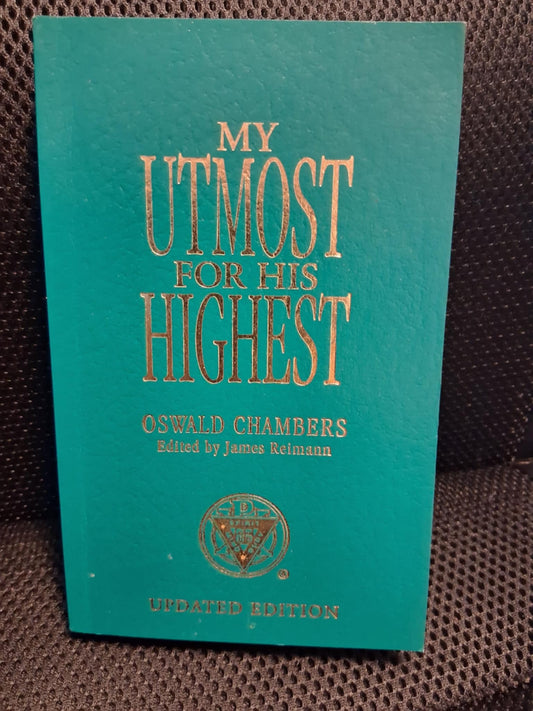 MY
UTMOST
FOR HIS
HIGHEST
OSWALD CHAMBERS
Edited by James Reimann
®
UPDATED EDITION